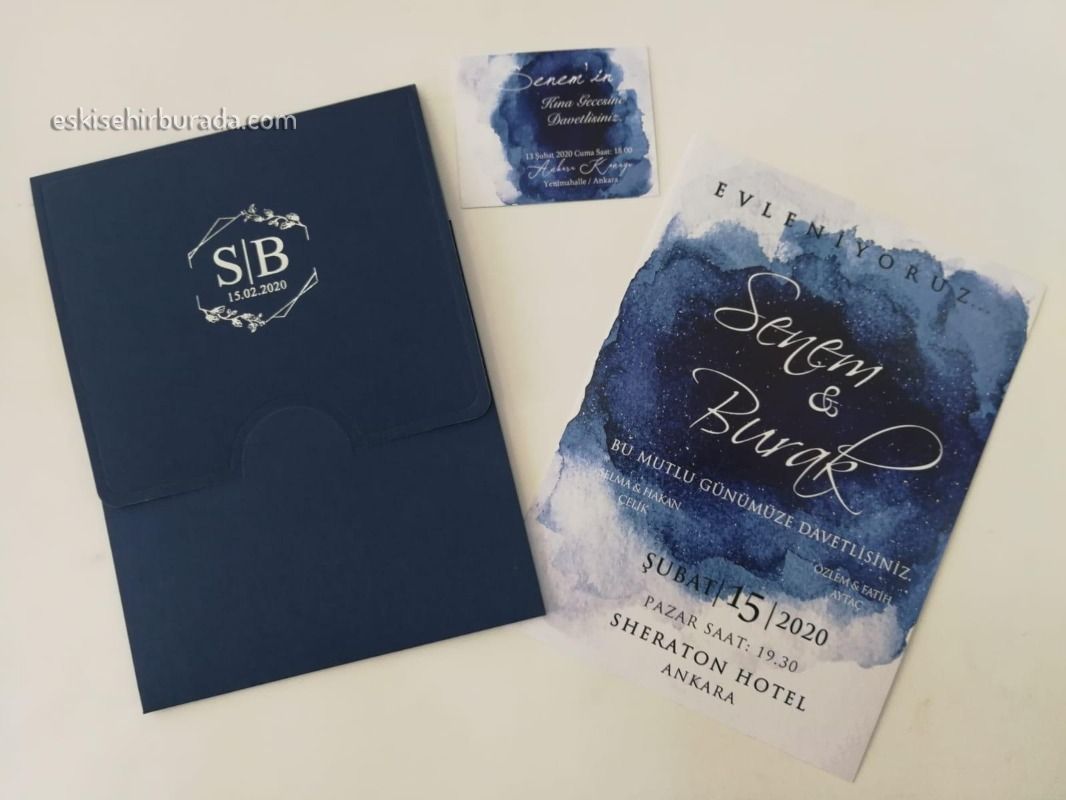 eskisehirburada.com
S|B
15.02.2020
Senem'in
Kına Gecesine
Davetlisiniz.
13 Şubat 2020 Cuma Saat: 18:00
Ankara Konağı
Yenimahalle / Ankara
EVLENİYORUZ...
Senem
&
Burak
BU MUTLU GÜNÜMÜZE DAVETLİSİNİZ.
ELMA & HAKAN
ÇELİK
ÖZLEM & FATİH
AYTAÇ
ŞUBAT|15|2020
PAZAR SAAT: 19.30
SHERATON HOTEL
ANKARA